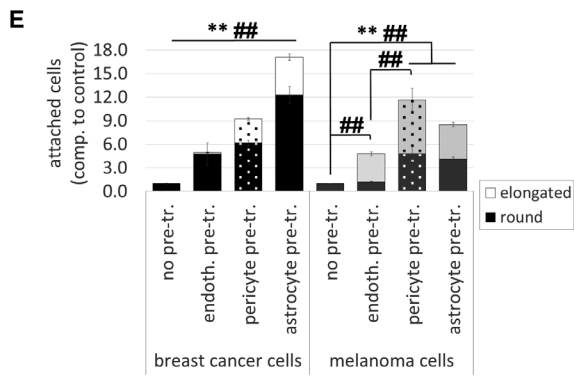 E
** ##
** ##
##
##
attached cells
(comp. to control)
18.0
15.0
12.0
9.0
6.0
3.0
0.0
elongated
round
no pre-tr.
endoth. pre-tr.
pericyte pre-tr.
astrocyte pre-tr.
no pre-tr.
endoth. pre-tr.
pericyte pre-tr.
astrocyte pre-tr.
breast cancer cells
melanoma cells